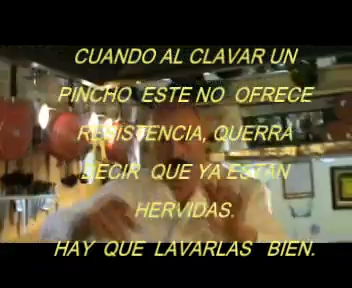 CUANDO AL CLAVAR UN
PINCHO ESTE NO OFRECE
RESISTENCIA, QUERRA
DECIR QUE YA ESTAN
HERVIDAS.
HAY QUE LAVARLAS BIEN.